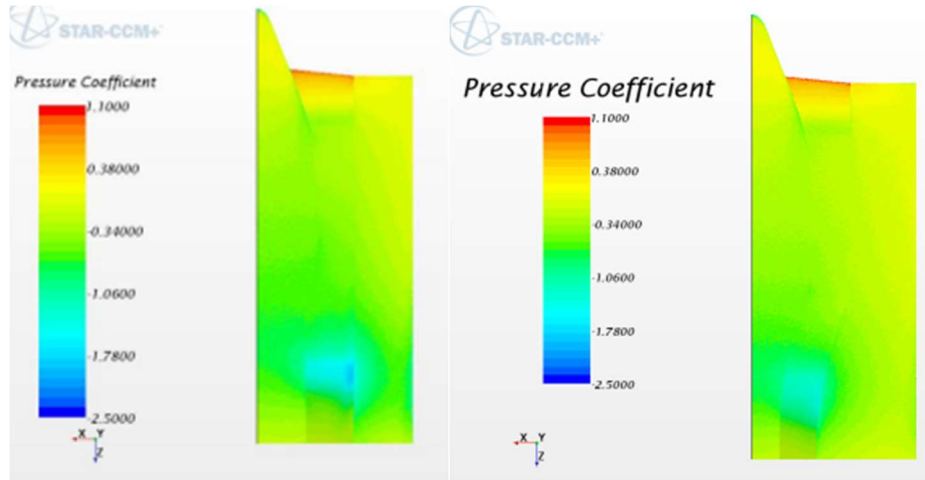 STAR-CCM+
Pressure Coefficient
1.1000
0.38000
-0.34000
-1.0600
-1.7800
-2.5000
X Y
Z
STAR-CCM+
Pressure Coefficient
1.1000
0.38000
-0.34000
-1.0600
-1.7800
-2.5000
X Y
Z